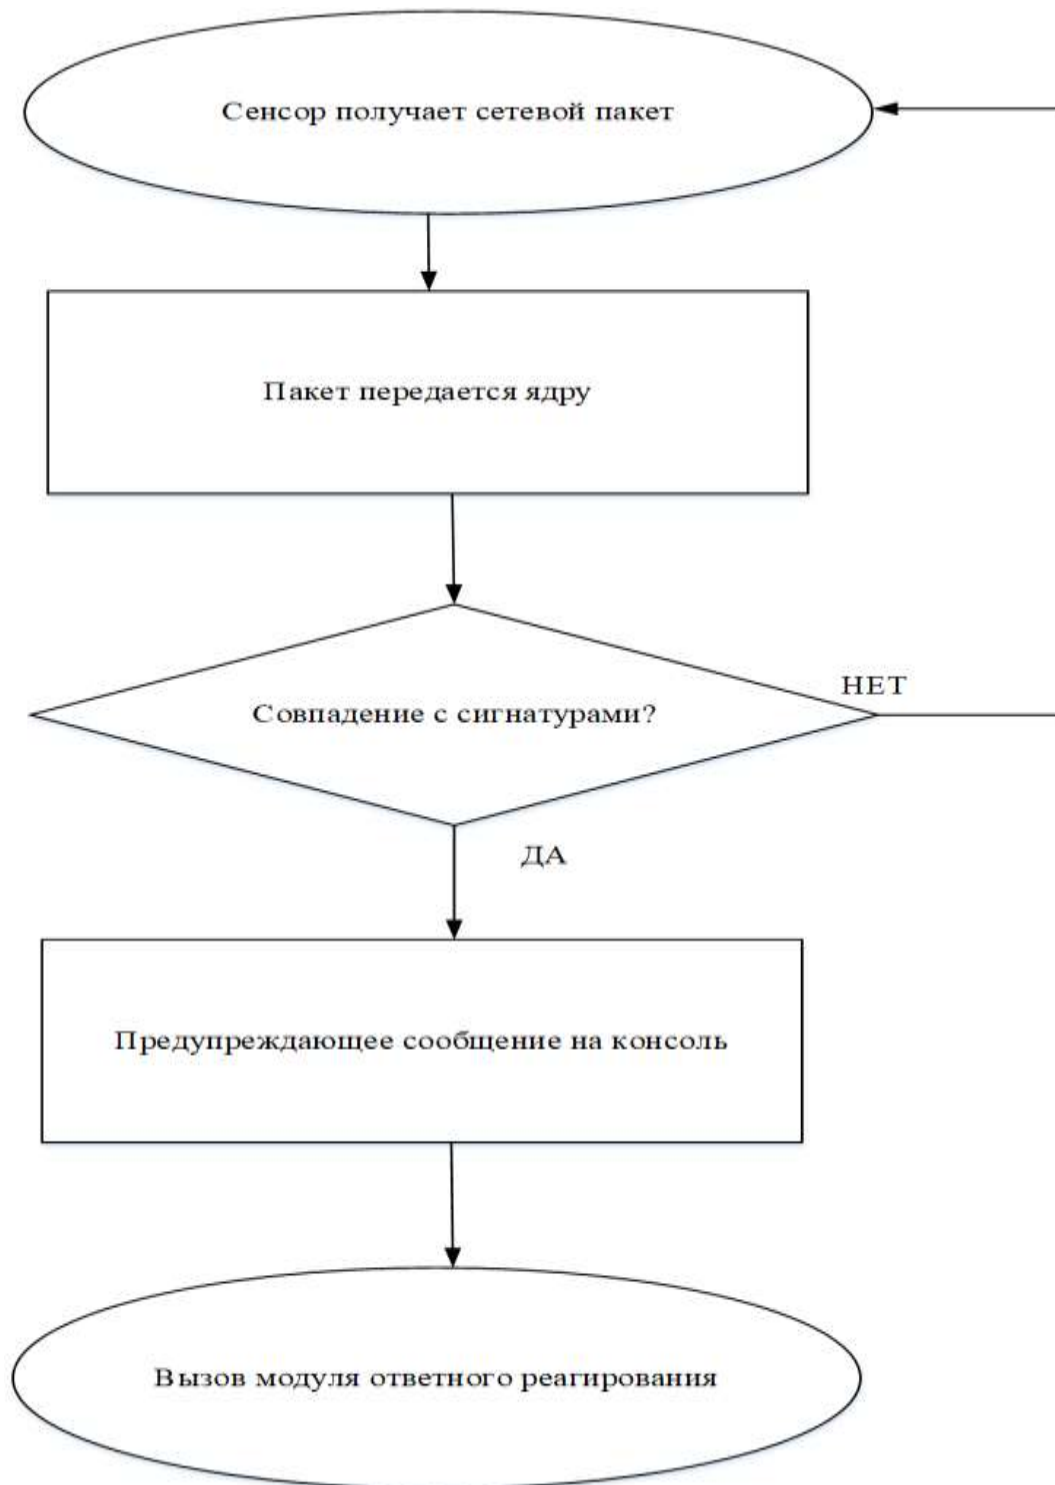 Сенсор получает сетевой пакет
Пакет передается ядру
Совпадение с сигнатурами?
НЕТ
ДА
Предупреждающее сообщение на консоль
Вызов модуля ответного реагирования